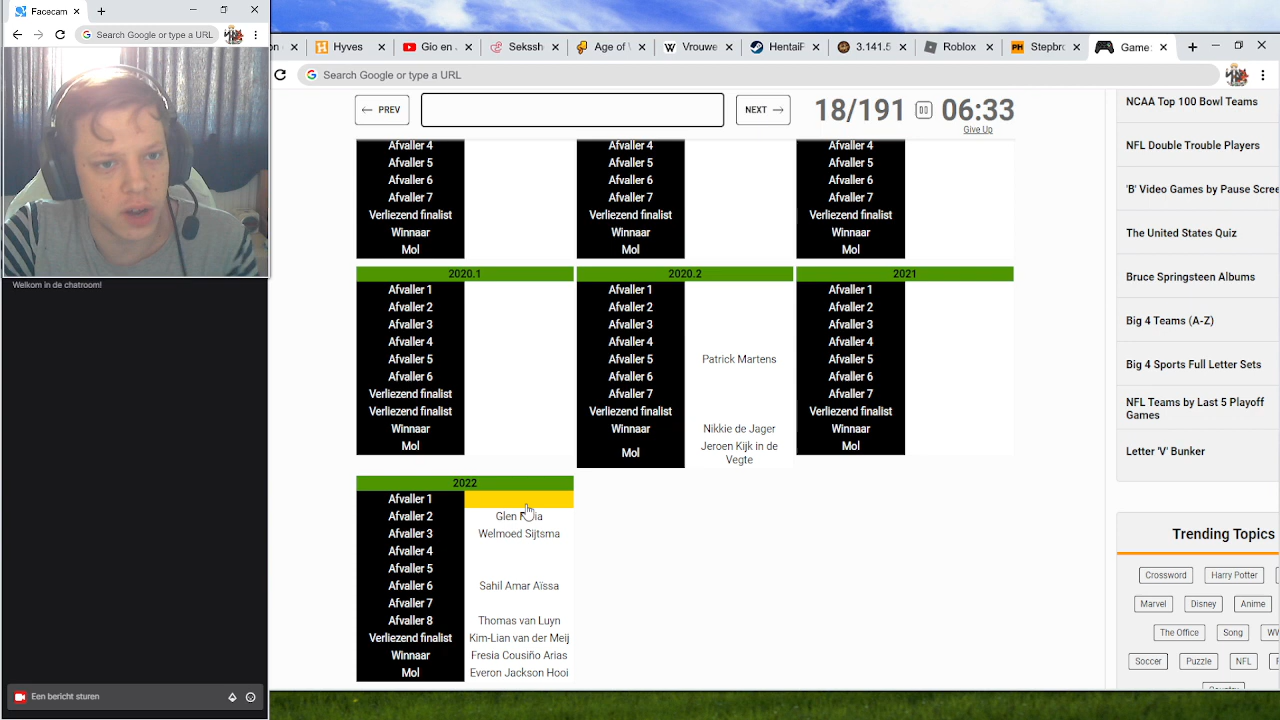 Facecam
Search Google or type a URL
Hyves
Gio en
Sekssh
Age of
Vrouwe
HentaiP
3.141.5
Roblox
Stepbro
Game
Search Google or type a URL
PREV
NEXT
18/191
06:33
Give Up
Afvaller 4
Afvaller 5
Afvaller 6
Afvaller 7
Verliezend finalist
Winnaar
Mol
Afvaller 4
Afvaller 5
Afvaller 6
Afvaller 7
Verliezend finalist
Winnaar
Mol
Afvaller 4
Afvaller 5
Afvaller 6
Afvaller 7
Verliezend finalist
Winnaar
Mol
2020.1
Afvaller 1
Afvaller 2
Afvaller 3
Afvaller 4
Afvaller 5
Afvaller 6
Verliezend finalist
Verliezend finalist
Winnaar
Mol
2020.2
Afvaller 1
Afvaller 2
Afvaller 3
Afvaller 4
Afvaller 5 Patrick Martens
Afvaller 6
Afvaller 7
Verliezend finalist
Winnaar Nikkie de Jager
Mol Jeroen Kijk in de
Vegte
2021
Afvaller 1
Afvaller 2
Afvaller 3
Afvaller 4
Afvaller 5
Afvaller 6
Afvaller 7
Verliezend finalist
Winnaar
Mol
2022
Afvaller 1
Afvaller 2 Glen
Afvaller 3 Welmoed Sijtsma
Afvaller 4
Afvaller 5
Afvaller 6 Sahil Amar Aïssa
Afvaller 7
Afvaller 8 Thomas van Luyn
Verliezend finalist Kim-Lian van der Meij
Winnaar Fresia Cousiño Arias
Mol Everon Jackson Hooi
NCAA Top 100 Bowl Teams
NFL Double Trouble Players
'B' Video Games by Pause Scree
The United States Quiz
Bruce Springsteen Albums
Big 4 Teams (A-Z)
Big 4 Sports Full Letter Sets
NFL Teams by Last 5 Playoff
Games
Letter 'V' Bunker
Trending Topics
Crossword
Harry Potter
Marvel
Disney
Anime
The Office
Song
Soccer
Puzzle
NFL
Welkom in de chatroom!
Een bericht sturen